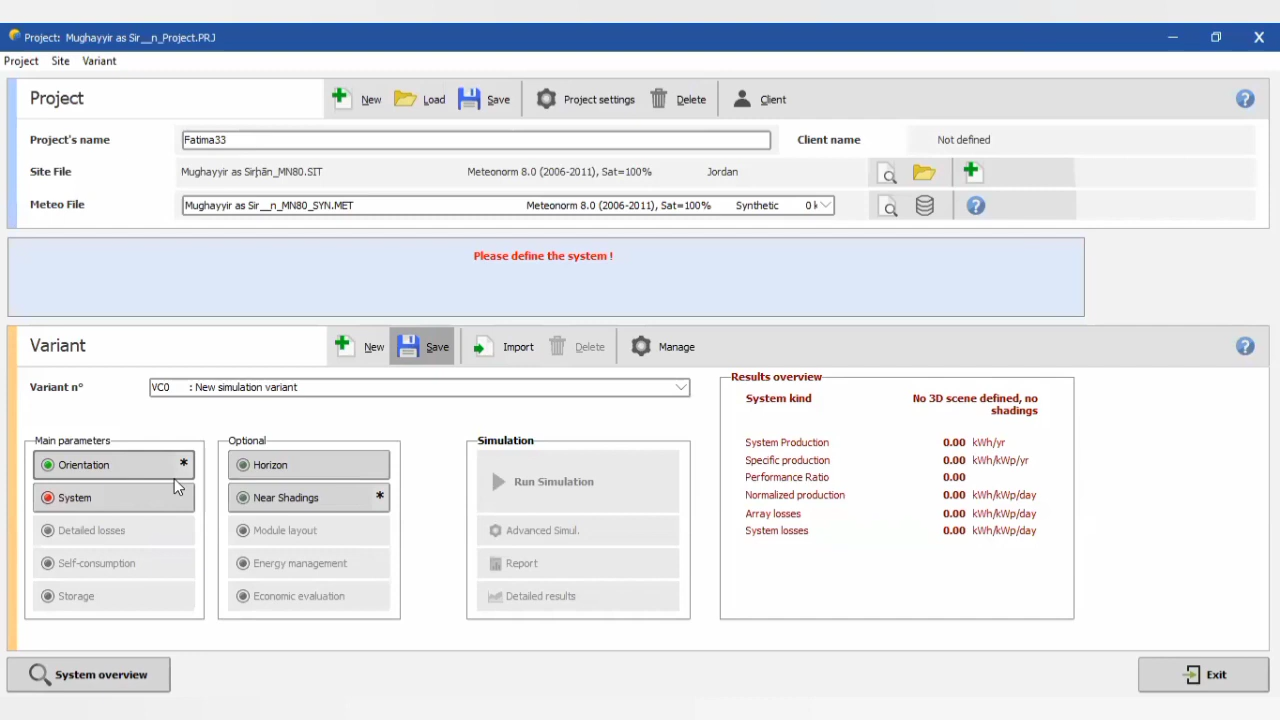 Project: Mughayyir as Sir__n_Project.PRJ
Project Site Variant
Project New Load Save Project settings Delete Client
Project's name Fatima33 Client name Not defined
Site File Mughayyir as Sirḩān_MN80.SIT Meteonorm 8.0 (2006-2011), Sat=100% Jordan
Meteo File Mughayyir as Sir__n_MN80_SYN.MET Meteonorm 8.0 (2006-2011), Sat=100% Synthetic 0 k
Please define the system !
Variant New Save Import Delete Manage
Variant n° VC0 : New simulation variant
Main parameters
Orientation *
System
Detailed losses
Self-consumption
Storage
Optional
Horizon
Near Shadings *
Module layout
Energy management
Economic evaluation
Simulation
Run Simulation
Advanced Simul.
Report
Detailed results
Results overview
System kind No 3D scene defined, no
shadings
System Production 0.00 kWh/yr
Specific production 0.00 kWh/kWp/yr
Performance Ratio 0.00
Normalized production 0.00 kWh/kWp/day
Array losses 0.00 kWh/kWp/day
System losses 0.00 kWh/kWp/day
System overview Exit